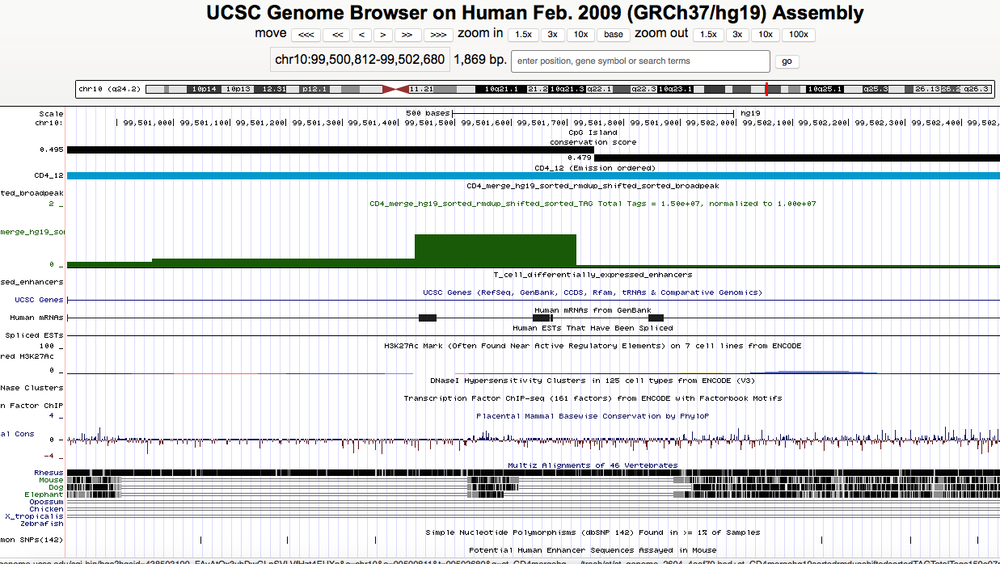 UCSC Genome Browser on Human Feb. 2009 (GRCh37/hg19) Assembly
move <<< << < > >> >>> zoom in 1.5x 3x 10x base zoom out 1.5x 3x 10x 100x
chr10:99,500,812-99,502,680 1,869 bp. enter position, gene symbol or search terms go
chr10 (q24.2) 10p14 10p13 12.31 p12.1 11.21 10q21.1 21.2 10q21.3 q22.1 q22.3 10q23.1 10q25.1 q25.3 26.13 26.2 q26.3
Scale 500 bases hg19
chr10: 99,501,000 99,501,100 99,501,200 99,501,300 99,501,400 99,501,500 99,501,600 99,501,700 99,501,800 99,501,900 99,502,000 99,502,100 99,502,200 99,502,300 99,502,400 99,502,
CpG Island
conservation score
0.495
0.479
CD4_12 (Emission ordered)
CD4_12
CD4_merge_hg19_sorted_rmdup_shifted_sorted_broadpeak
ted_broadpeak
CD4_merge_hg19_sorted_rmdup_shifted_sorted_TAG Total Tags = 1.50e+07, normalized to 1.00e+07
2 _
merge_hg19_so
0 _
T_cell_differentially_expressed_enhancers
sed_enhancers
UCSC Genes (RefSeq, GenBank, CCDS, Rfam, tRNAs & Comparative Genomics)
UCSC Genes
Human mRNAs from GenBank
Human mRNAs
Human ESTs That Have Been Spliced
Spliced ESTs
H3K27Ac Mark (Often Found Near Active Regulatory Elements) on 7 cell lines from ENCODE
100 _
red H3K27Ac
0 _
DNaseI Hypersensitivity Clusters in 125 cell types from ENCODE (V3)
Nase Clusters
Transcription Factor ChIP-seq (161 factors) from ENCODE with Factorbook Motifs
n Factor ChIP
Placental Mammal Basewise Conservation by PhyloP
4 _
al Cons
0 _
-4 _
Multiz Alignments of 46 Vertebrates
Rhesus
Mouse
Dog
Elephant
Opossum
Chicken
X_tropicalis
Zebrafish
Simple Nucleotide Polymorphisms (dbSNP 142) Found in >= 1% of Samples
mon SNPs(142)
Potential Human Enhancer Sequences Assayed in Mouse